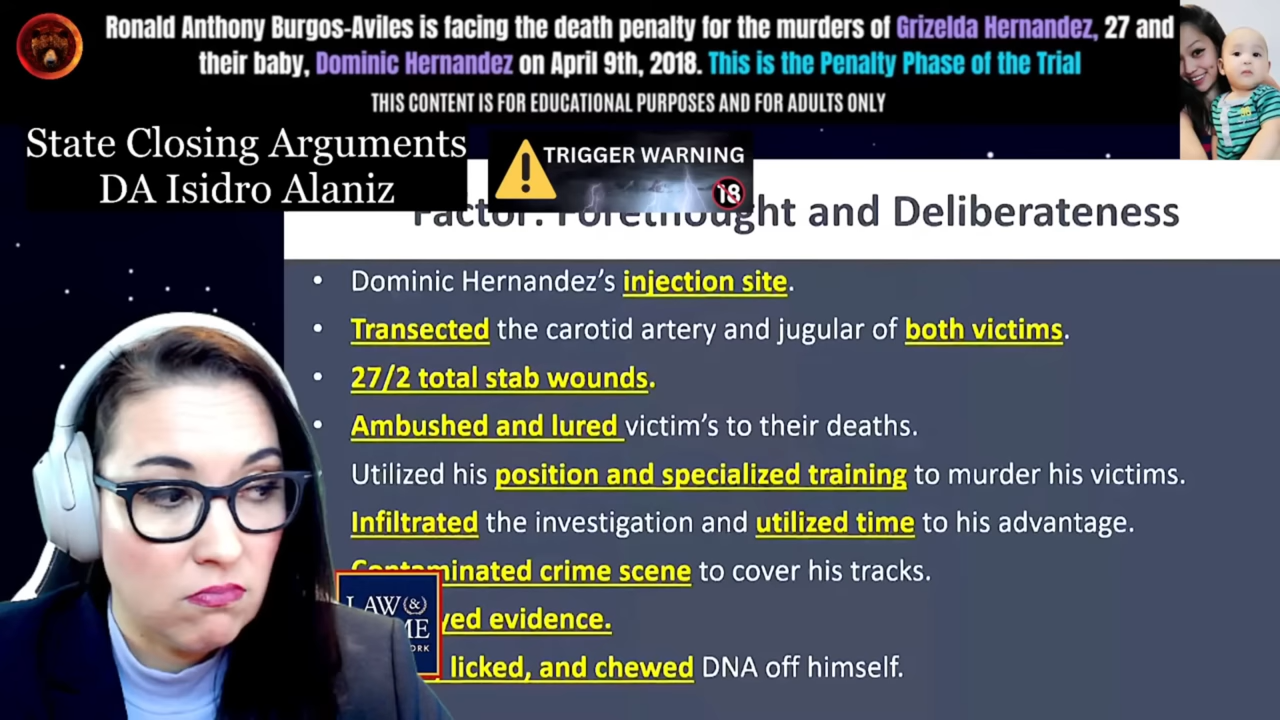 Ronald Anthony Burgos-Aviles is facing the death penalty for the murders of Grizelda Hernandez, 27 and
their baby, Dominic Hernandez on April 9th, 2018. This is the Penalty Phase of the Trial
THIS CONTENT IS FOR EDUCATIONAL PURPOSES AND FOR ADULTS ONLY
State Closing Arguments
DA Isidro Alaniz
TRIGGER WARNING
18
Factor: Forethought and Deliberateness
• Dominic Hernandez’s injection site.
• Transected the carotid artery and jugular of both victims.
• 27/2 total stab wounds.
• Ambushed and lured victim’s to their deaths.
Utilized his position and specialized training to murder his victims.
Infiltrated the investigation and utilized time to his advantage.
Contaminated crime scene to cover his tracks.
evidence.
licked, and chewed DNA off himself.
LAW &